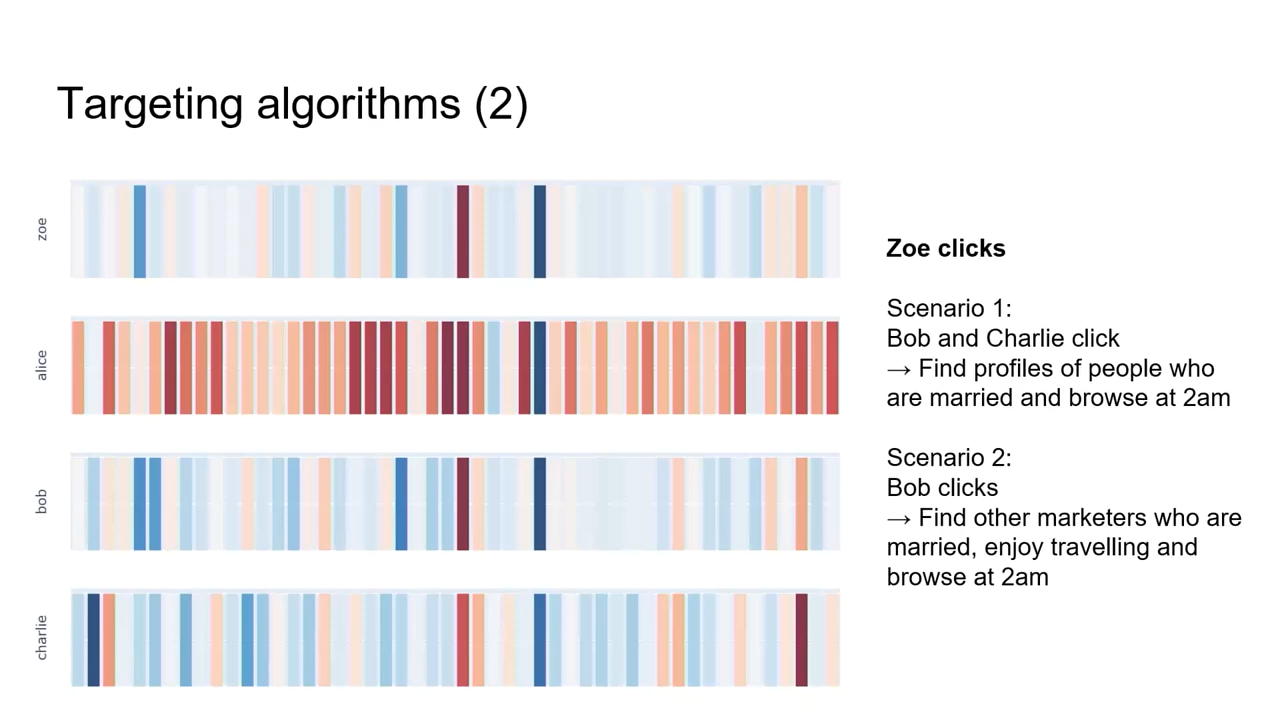 Targeting algorithms (2)
zoe
alice
bob
charlie
Zoe clicks
Scenario 1:
Bob and Charlie click
→ Find profiles of people who
are married and browse at 2am
Scenario 2:
Bob clicks
→ Find other marketers who are
married, enjoy travelling and
browse at 2am